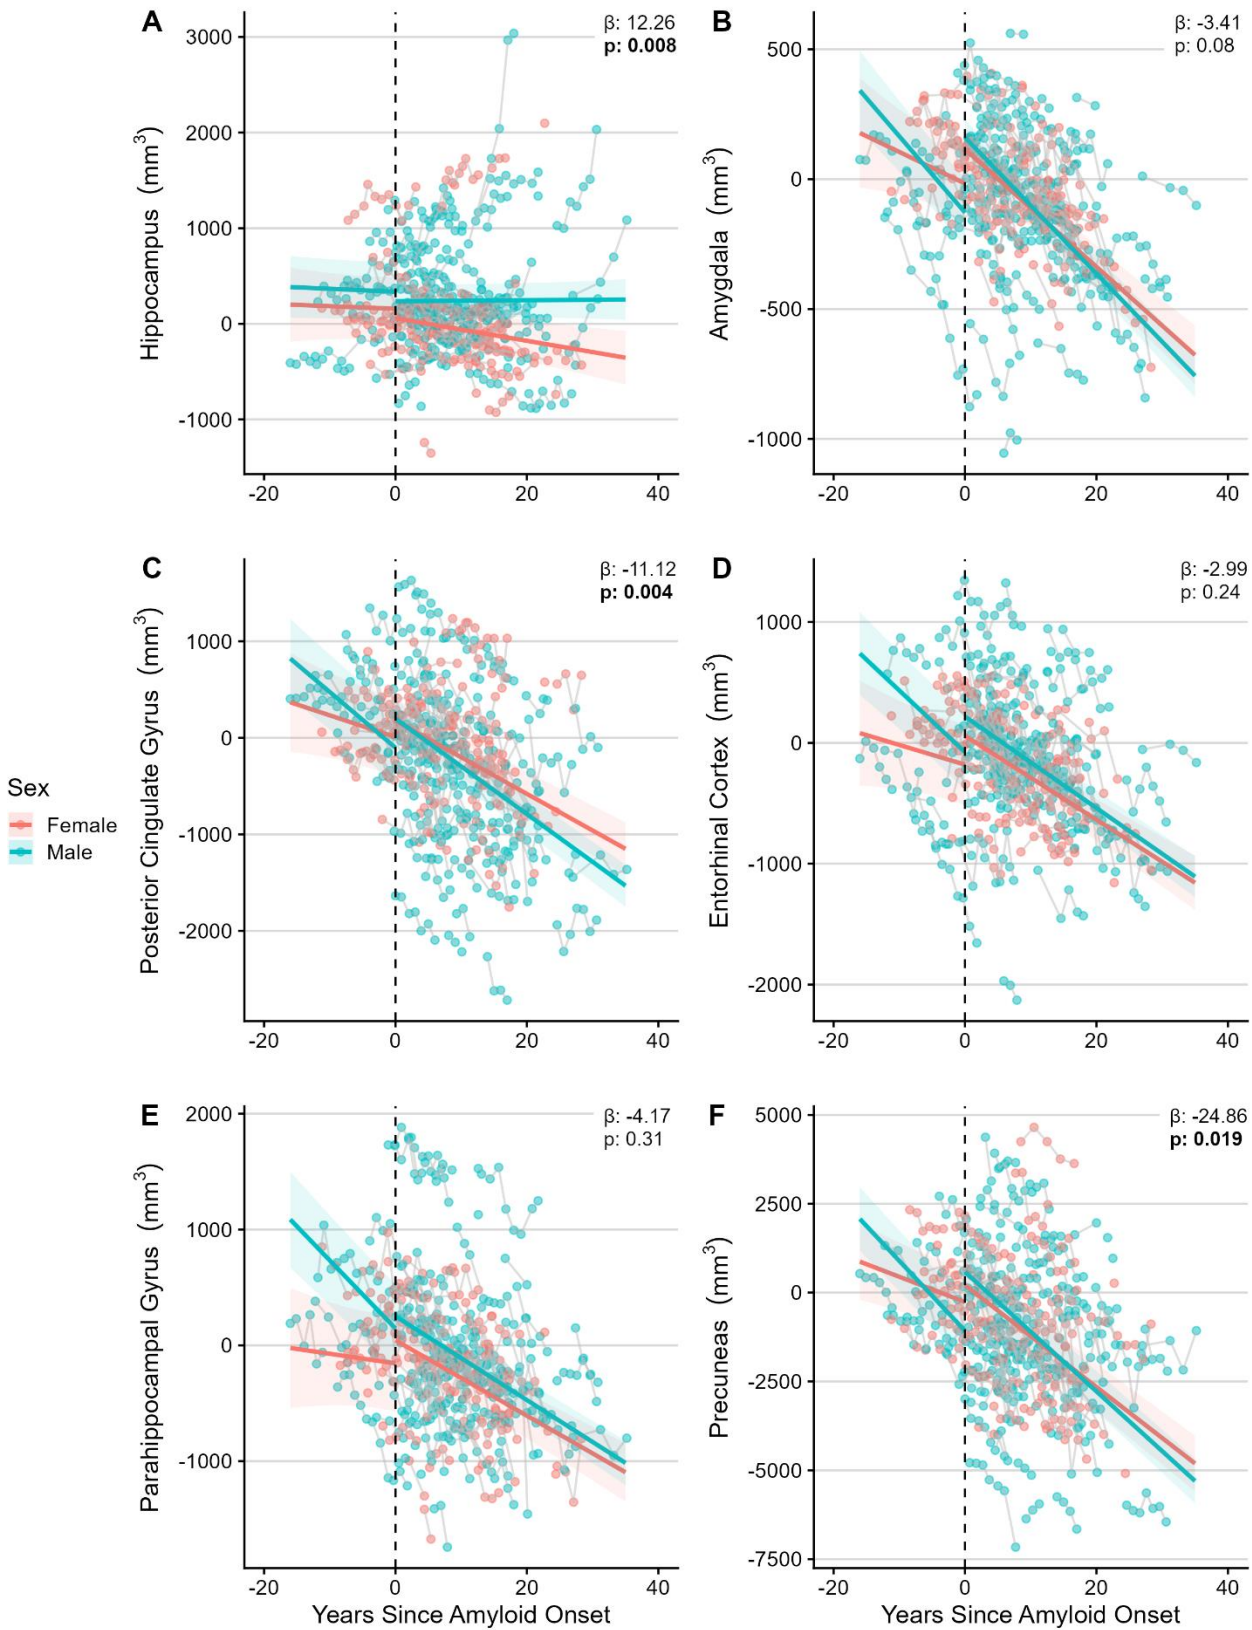 A
β: 12.26
p: 0.008
Hippocampus (mm³)
3000
2000
1000
0
-1000
-20 0 20 40
B
β: -3.41
p: 0.08
Amygdala (mm³)
500
0
-500
-1000
-20 0 20 40
C
β: -11.12
p: 0.004
Posterior Cingulate Gyrus (mm³)
1000
0
-1000
-2000
-20 0 20 40
D
β: -2.99
p: 0.24
Entorhinal Cortex (mm³)
1000
0
-1000
-2000
-20 0 20 40
Sex
Female
Male
E
β: -4.17
p: 0.31
Parahippocampal Gyrus (mm³)
2000
1000
0
-1000
-20 0 20 40
Years Since Amyloid Onset
F
β: -24.86
p: 0.019
Precuneas (mm³)
5000
2500
0
-2500
-5000
-7500
-20 0 20 40
Years Since Amyloid Onset